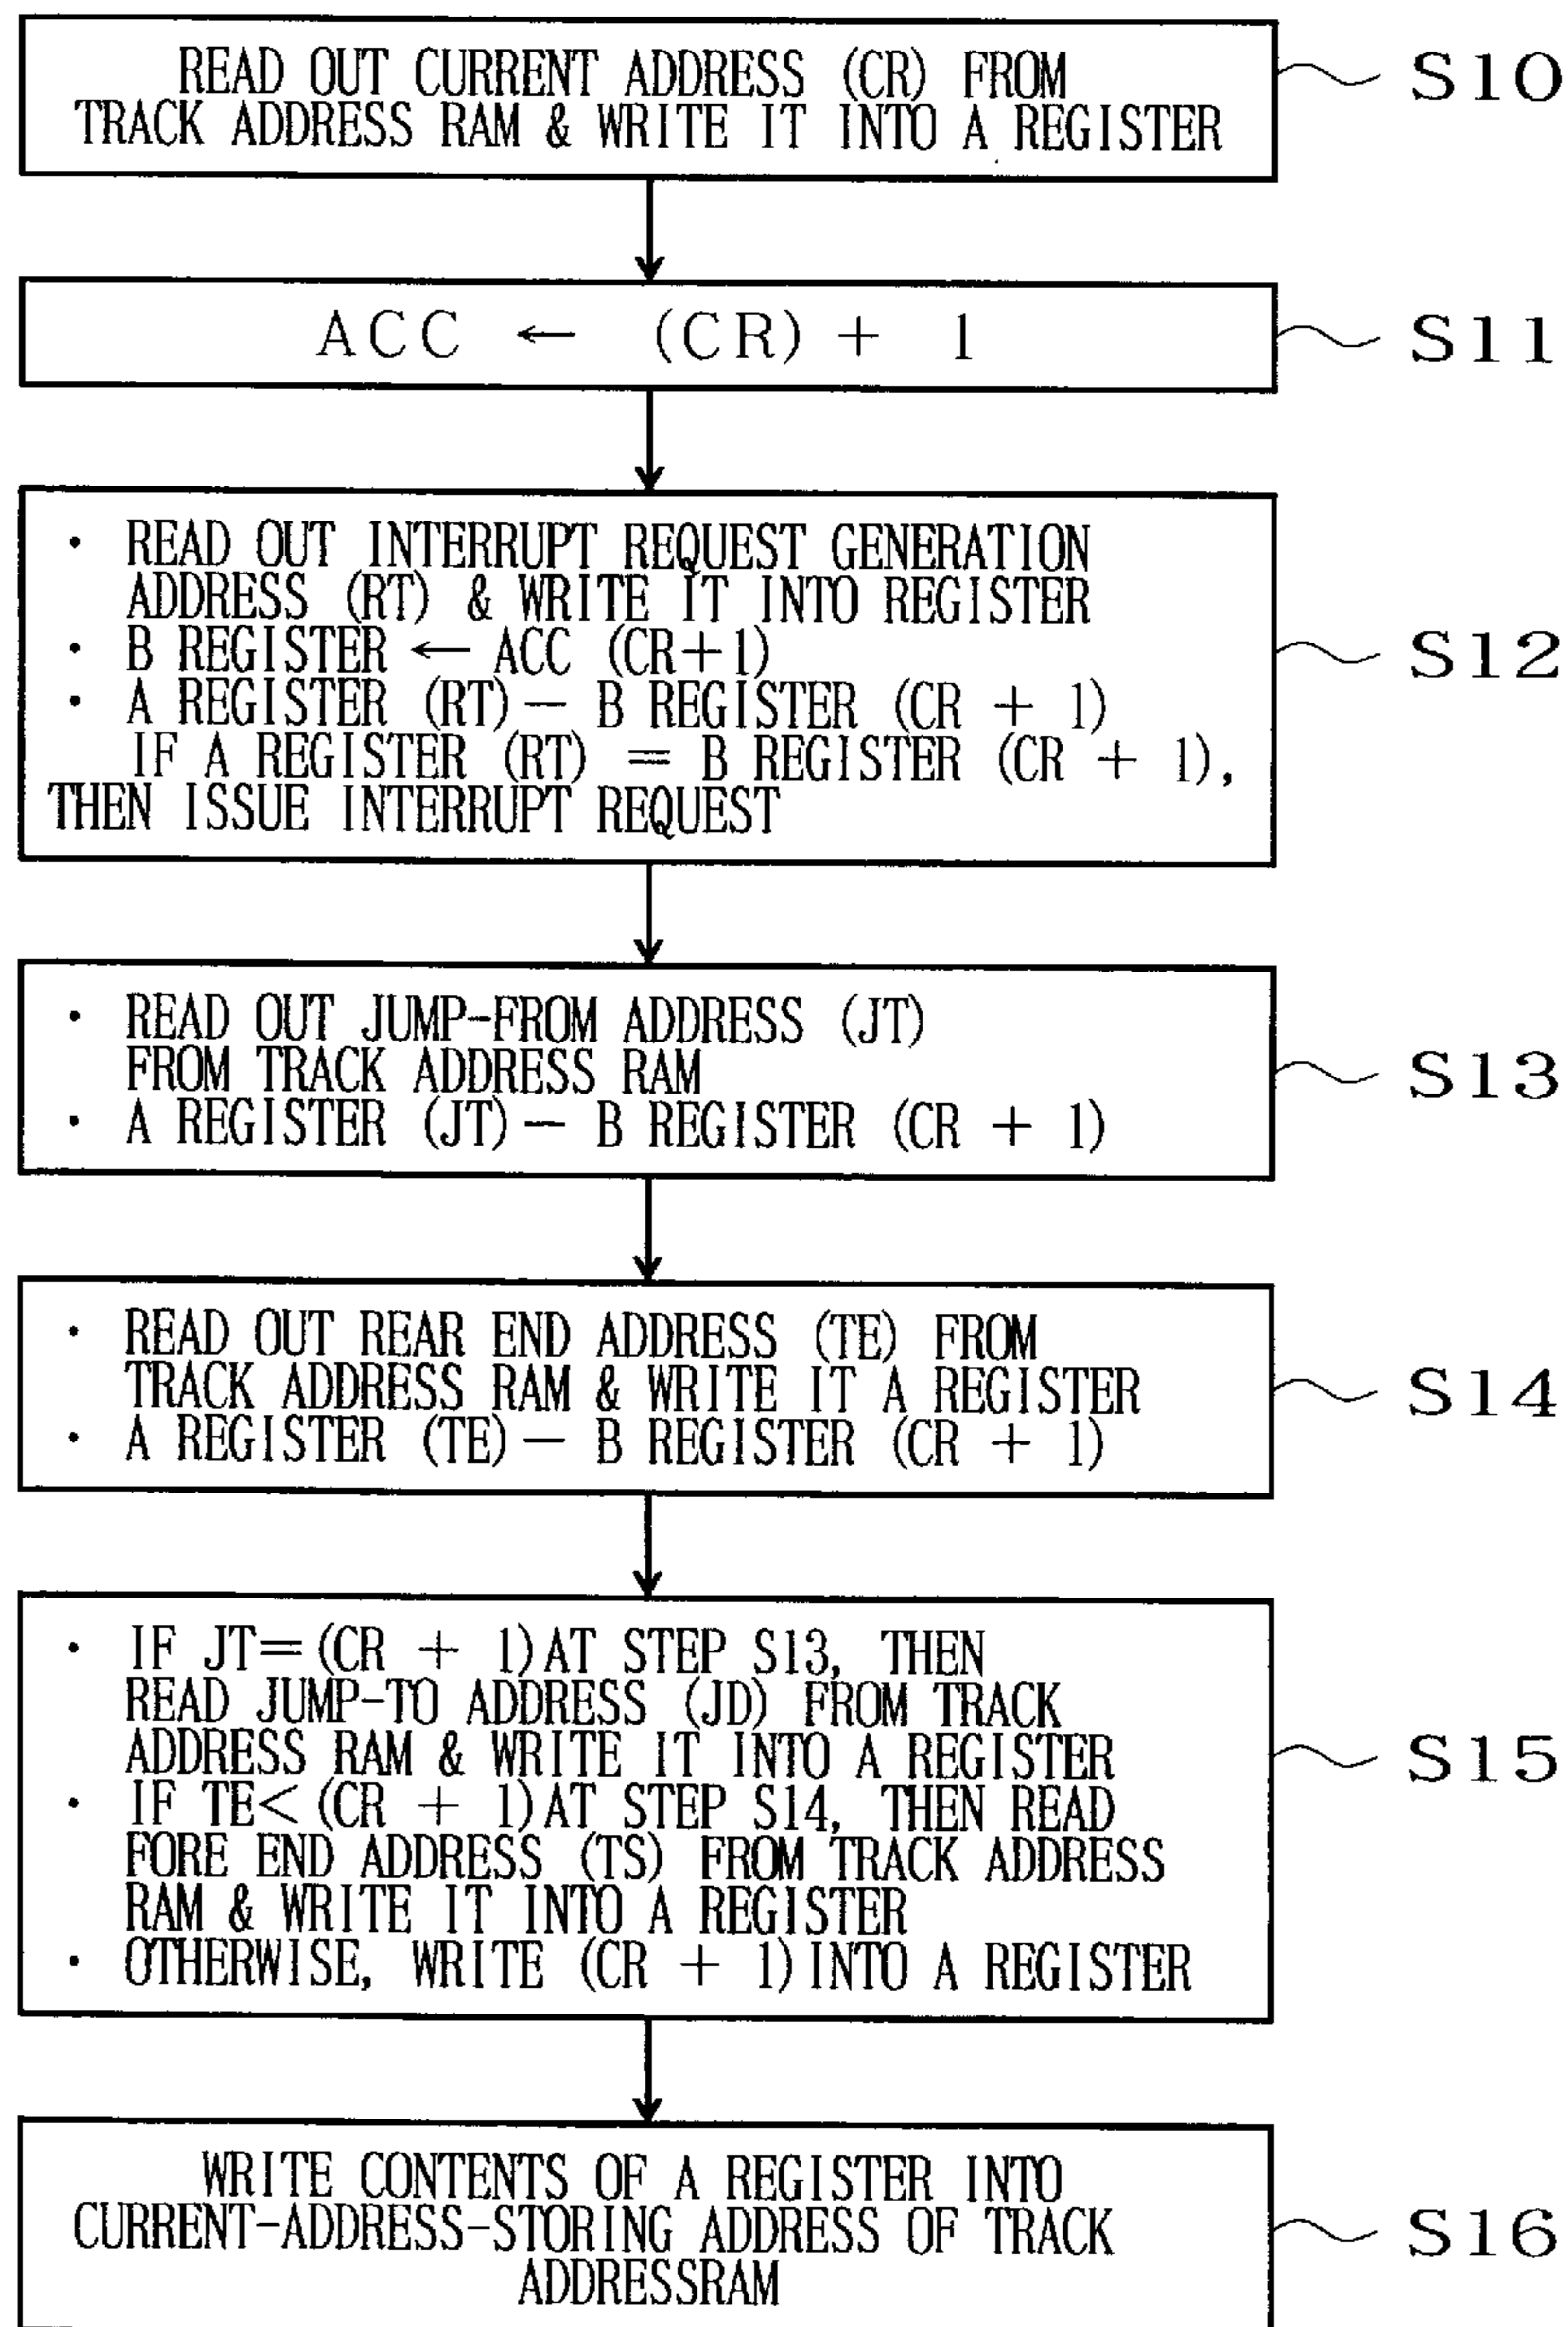 READ OUT CURRENT ADDRESS (CR) FROM
TRACK ADDRESS RAM & WRITE IT INTO A REGISTER
S10
ACC ← (CR) + 1
S11
· READ OUT INTERRUPT REQUEST GENERATION
ADDRESS (RT) & WRITE IT INTO REGISTER
· B REGISTER ← ACC (CR+1)
· A REGISTER (RT) − B REGISTER (CR + 1)
IF A REGISTER (RT) = B REGISTER (CR + 1),
THEN ISSUE INTERRUPT REQUEST
S12
· READ OUT JUMP-FROM ADDRESS (JT)
FROM TRACK ADDRESS RAM
· A REGISTER (JT) − B REGISTER (CR + 1)
S13
· READ OUT REAR END ADDRESS (TE) FROM
TRACK ADDRESS RAM & WRITE IT A REGISTER
· A REGISTER (TE) − B REGISTER (CR + 1)
S14
· IF JT=(CR + 1) AT STEP S13, THEN
READ JUMP-TO ADDRESS (JD) FROM TRACK
ADDRESS RAM & WRITE IT INTO A REGISTER
· IF TE<(CR + 1) AT STEP S14, THEN READ
FORE END ADDRESS (TS) FROM TRACK ADDRESS
RAM & WRITE IT INTO A REGISTER
· OTHERWISE, WRITE (CR + 1) INTO A REGISTER
S15
WRITE CONTENTS OF A REGISTER INTO
CURRENT-ADDRESS-STORING ADDRESS OF TRACK
ADDRESSRAM
S16